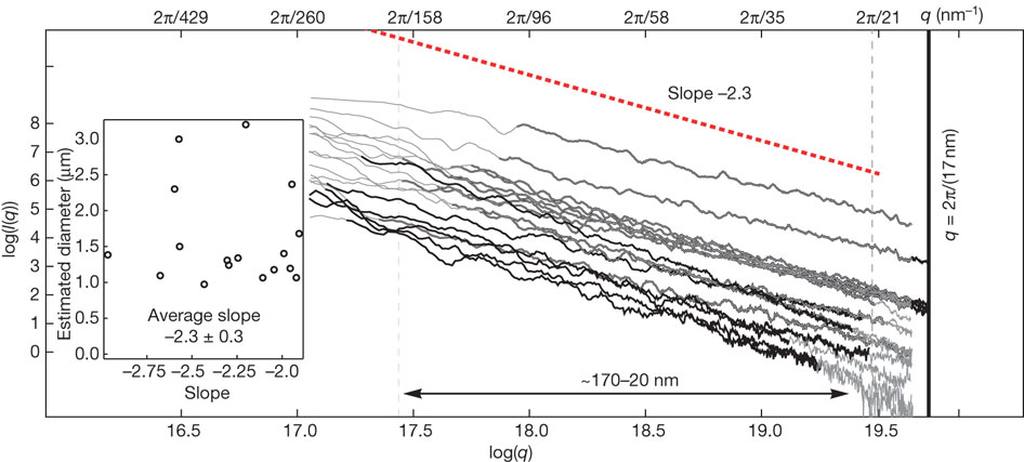 2π/429 2π/260 2π/158 2π/96 2π/58 2π/35 2π/21 q (nm⁻¹)
Slope –2.3
log(I(q))
8
7
6
5
4
3
2
1
0
Estimated diameter (μm)
3.0
2.5
2.0
1.5
1.0
0.5
0.0
Average slope
–2.3 ± 0.3
–2.75 –2.5 –2.25 –2.0
Slope
q = 2π/(17 nm)
~170–20 nm
16.5 17.0 17.5 18.0 18.5 19.0 19.5
log(q)